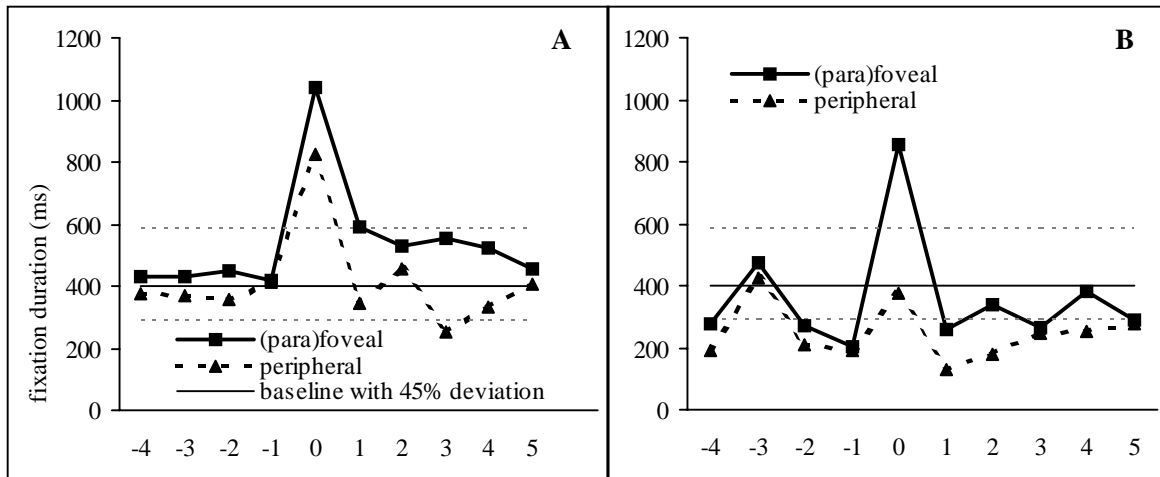 A
1200
1000
800
600
400
200
0
fixation duration (ms)
(para)foveal
peripheral
baseline with 45% deviation
-4 -3 -2 -1 0 1 2 3 4 5
B
1200
1000
800
600
400
200
0
(para)foveal
peripheral
-4 -3 -2 -1 0 1 2 3 4 5